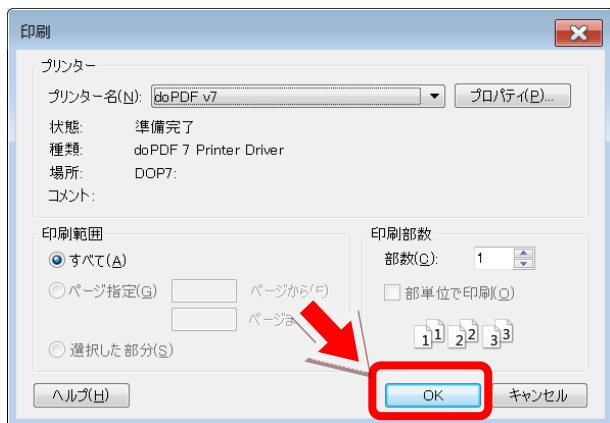 印刷
プリンター
プリンター名(N): doPDF v7 プロパティ(P)...
状態: 準備完了
種類: doPDF 7 Printer Driver
場所: DOP7:
コメント:
印刷範囲
すべて(A)
ページ指定(G) ページから(F)
ページ
選択した部分(S)
印刷部数
部数(C): 1
部単位で印刷(O)
1 1 2 2 3 3
ヘルプ(H) OK キャンセル